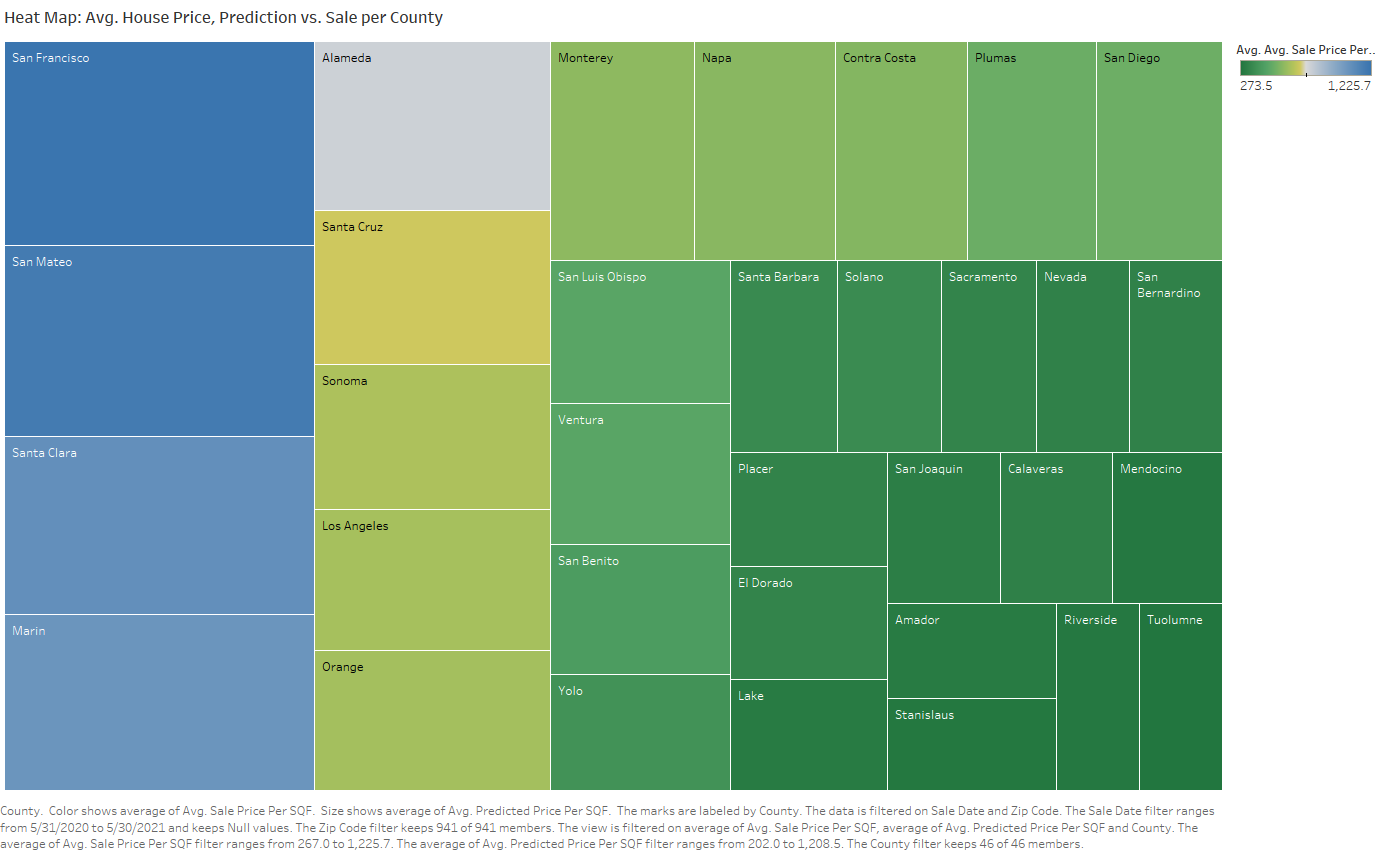 Heat Map: Avg. House Price, Prediction vs. Sale per County
San Francisco
San Mateo
Santa Clara
Marin
Alameda
Santa Cruz
Sonoma
Los Angeles
Orange
Monterey
Napa
Contra Costa
Plumas
San Diego
San Luis Obispo
Ventura
San Benito
Yolo
Santa Barbara
Solano
Sacramento
Nevada
San
Bernardino
Placer
El Dorado
Lake
San Joaquin
Calaveras
Mendocino
Amador
Stanislaus
Riverside
Tuolumne
Avg. Avg. Sale Price Per..
273.5
1,225.7
County.  Color shows average of Avg. Sale Price Per SQF.  Size shows average of Avg. Predicted Price Per SQF.  The marks are labeled by County. The data is filtered on Sale Date and Zip Code. The Sale Date filter ranges
from 5/31/2020 to 5/30/2021 and keeps Null values. The Zip Code filter keeps 941 of 941 members. The view is filtered on average of Avg. Sale Price Per SQF, average of Avg. Predicted Price Per SQF and County. The
average of Avg. Sale Price Per SQF filter ranges from 267.0 to 1,225.7. The average of Avg. Predicted Price Per SQF filter ranges from 202.0 to 1,208.5. The County filter keeps 46 of 46 members.